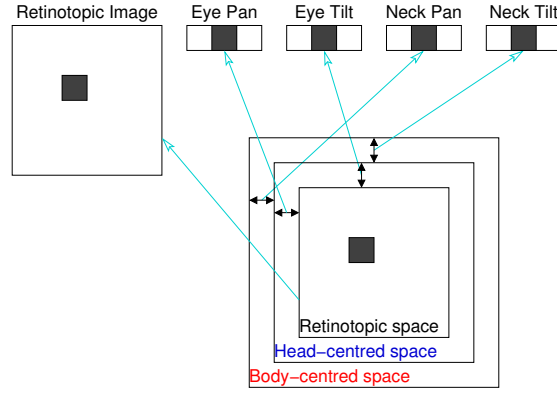 Retinotopic Image
Eye Pan
Eye Tilt
Neck Pan
Neck Tilt
Retinotopic space
Head−centred space
Body−centred space